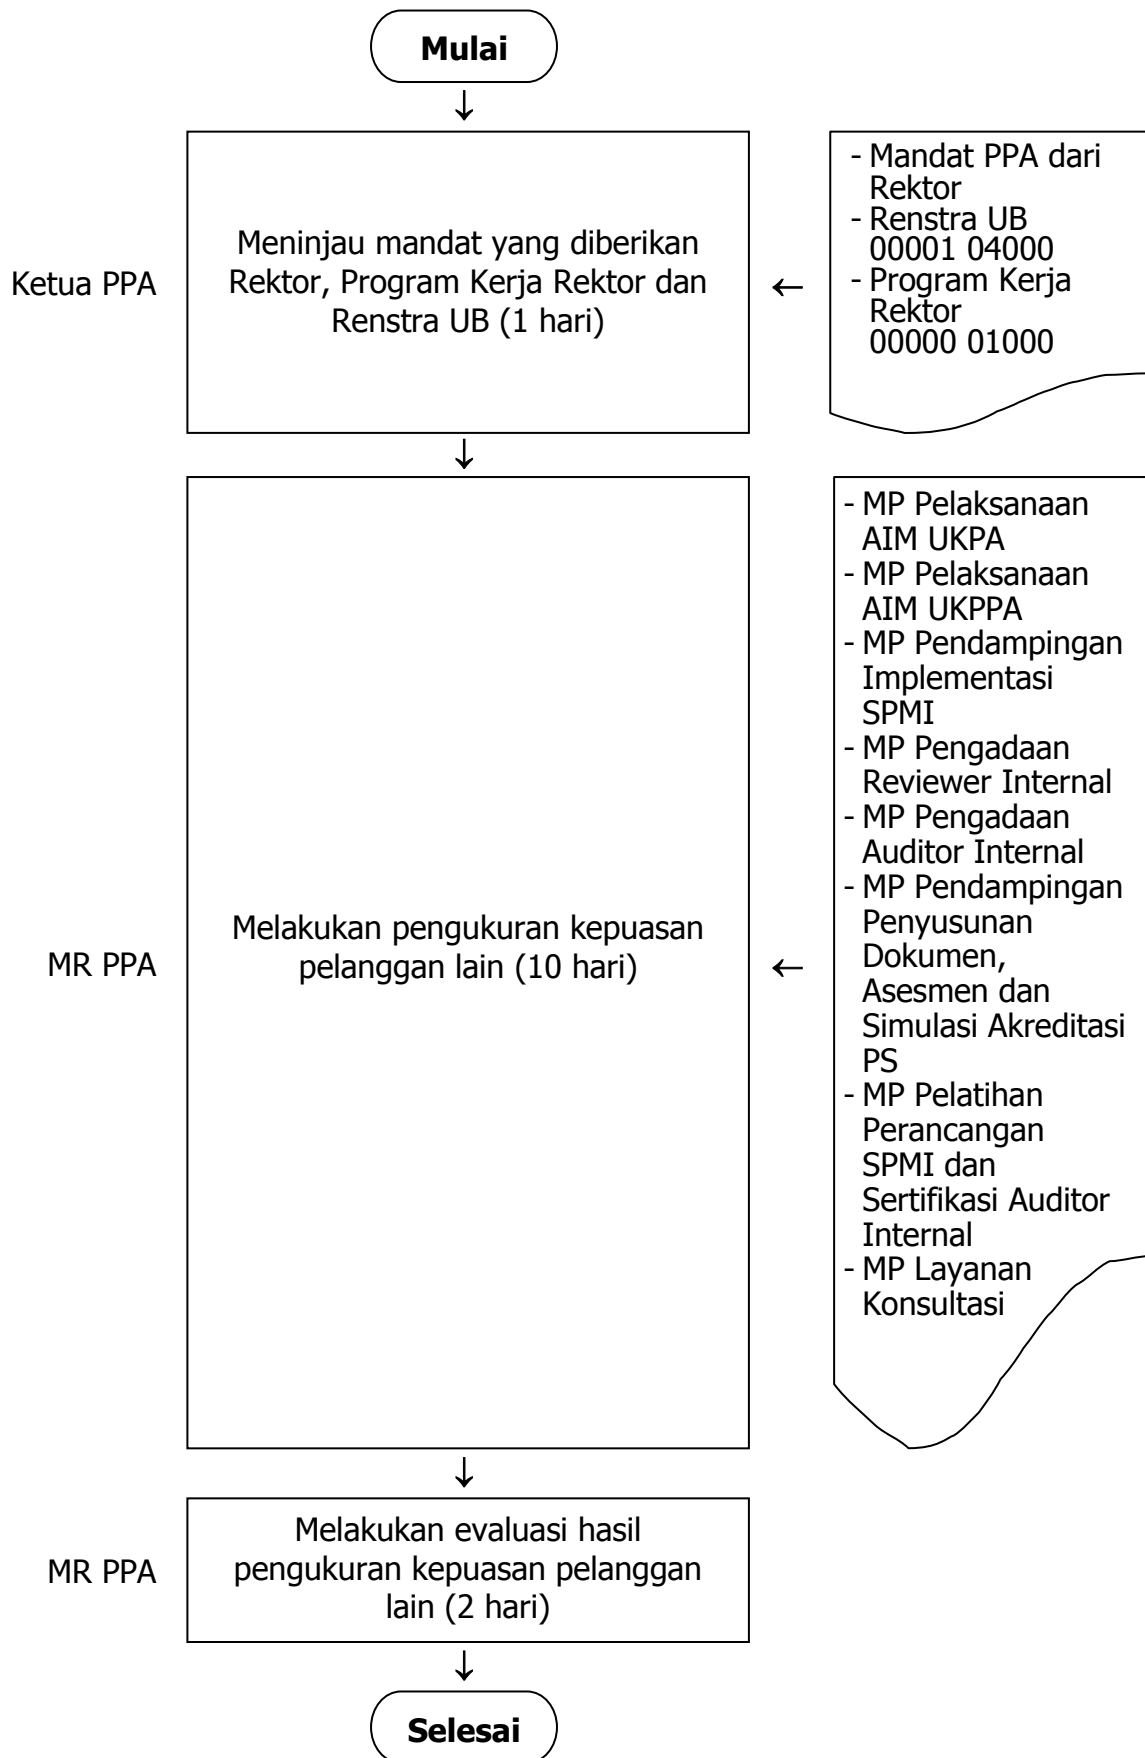 Mulai
Ketua PPA
Meninjau mandat yang diberikan
Rektor, Program Kerja Rektor dan
Renstra UB (1 hari)
←
- Mandat PPA dari
Rektor
- Renstra UB
00001 04000
- Program Kerja
Rektor
00000 01000
MR PPA
Melakukan pengukuran kepuasan
pelanggan lain (10 hari)
←
- MP Pelaksanaan
AIM UKPA
- MP Pelaksanaan
AIM UKPPA
- MP Pendampingan
Implementasi
SPMI
- MP Pengadaan
Reviewer Internal
- MP Pengadaan
Auditor Internal
- MP Pendampingan
Penyusunan
Dokumen,
Asesmen dan
Simulasi Akreditasi
PS
- MP Pelatihan
Perancangan
SPMI dan
Sertifikasi Auditor
Internal
- MP Layanan
Konsultasi
MR PPA
Melakukan evaluasi hasil
pengukuran kepuasan pelanggan
lain (2 hari)
Selesai